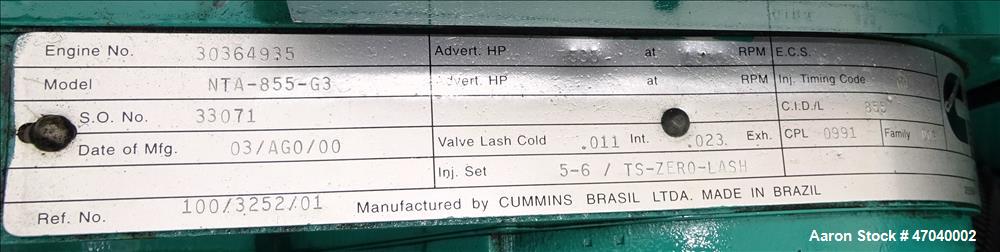 Engine No. 30364935 Advert. HP at RPM E.C.S.
Model NTA-855-G3 dvert. HP at RPM Inj. Timing Code
S.O. No. 33071 C.I.D./L 855
Date of Mfg. 03/AGO/00 Valve Lash Cold .011 Int. .023 Exh. CPL 0991 Family
Inj. Set 5-6 / TS-ZERO-LASH
Ref. No. 100/3252/01 Manufactured by CUMMINS BRASIL LTDA. MADE IN BRAZIL
Aaron Stock # 47040002